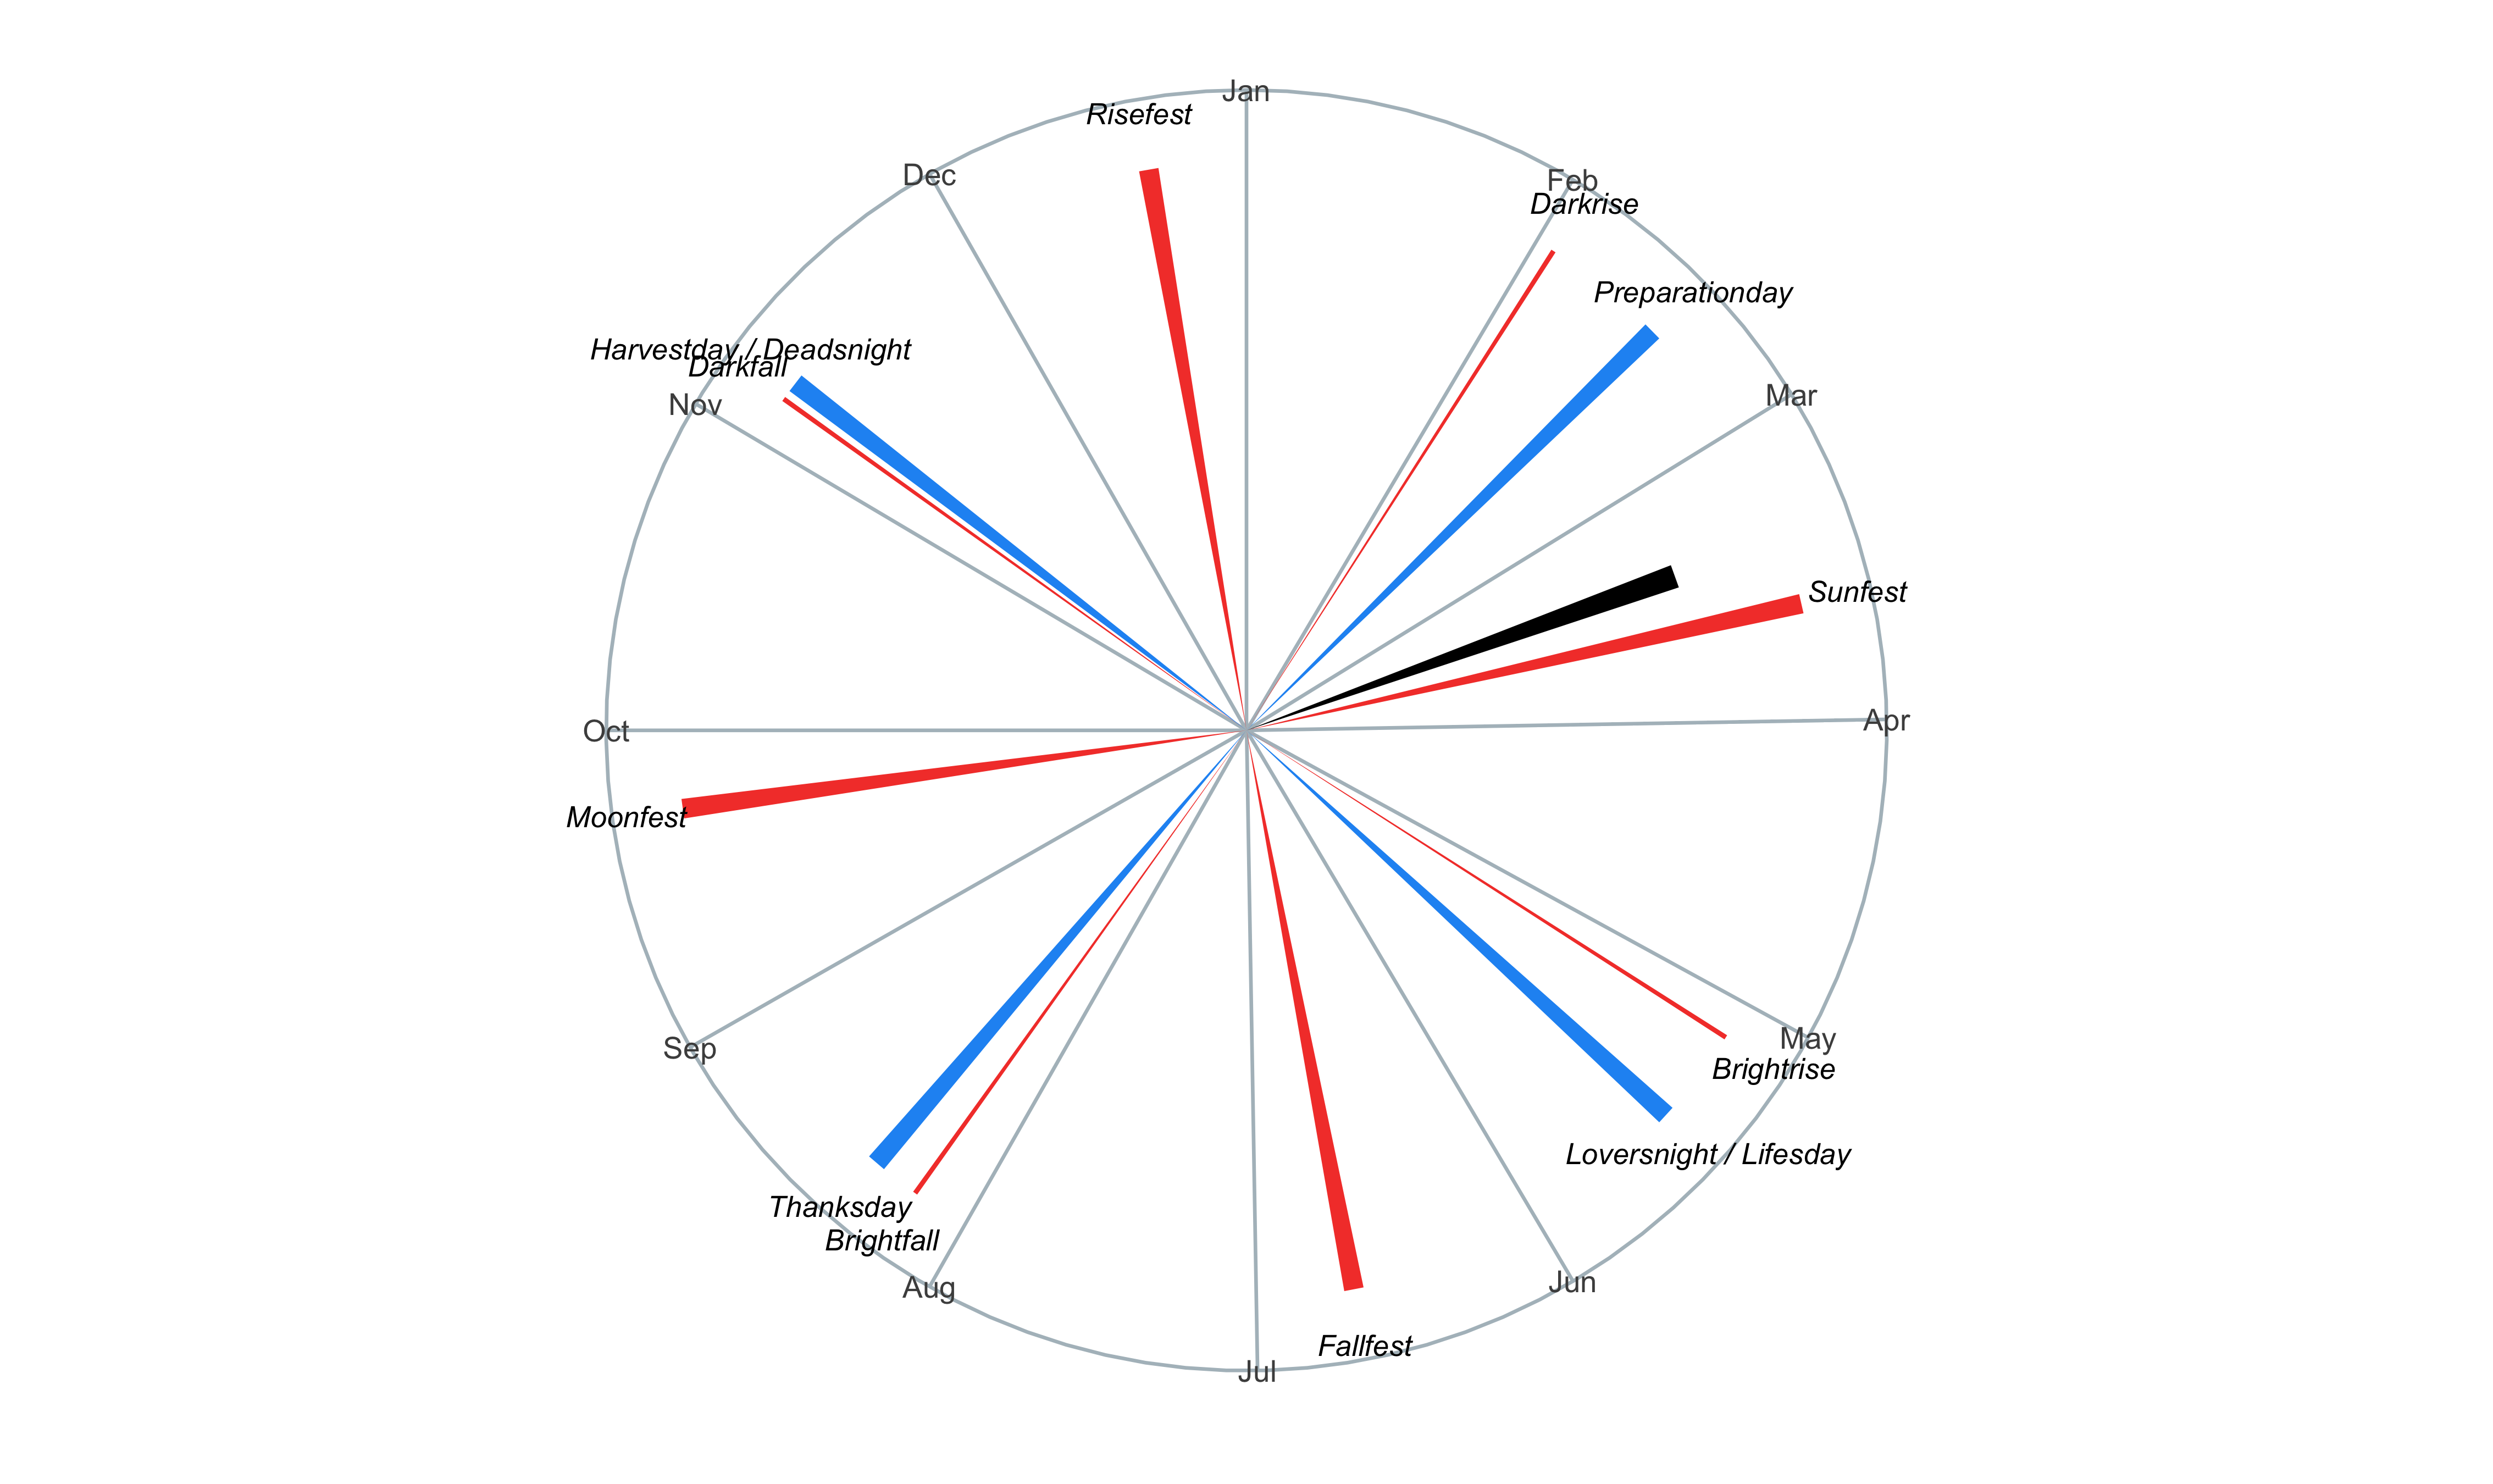 Jan
Risefest
Dec
Feb
Darkrise
Preparationday
Harvestday / Deadsnight
Darkfall
Nov
Mar
Sunfest
Oct
Apr
Moonfest
Sep
May
Brightrise
Loversnight / Lifesday
Thanksday
Brightfall
Aug
Jun
Fallfest
Jul